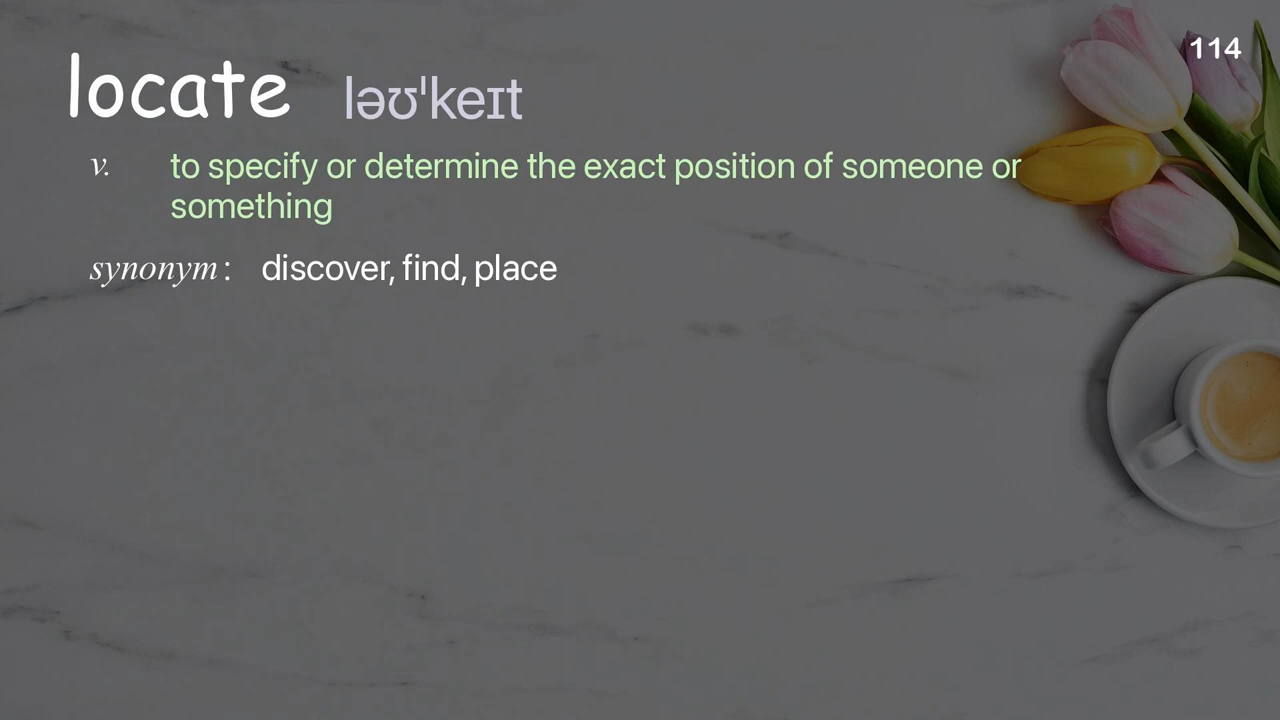 114
locate ləʊˈkeɪt
v. to specify or determine the exact position of someone or
something
synonym : discover, find, place